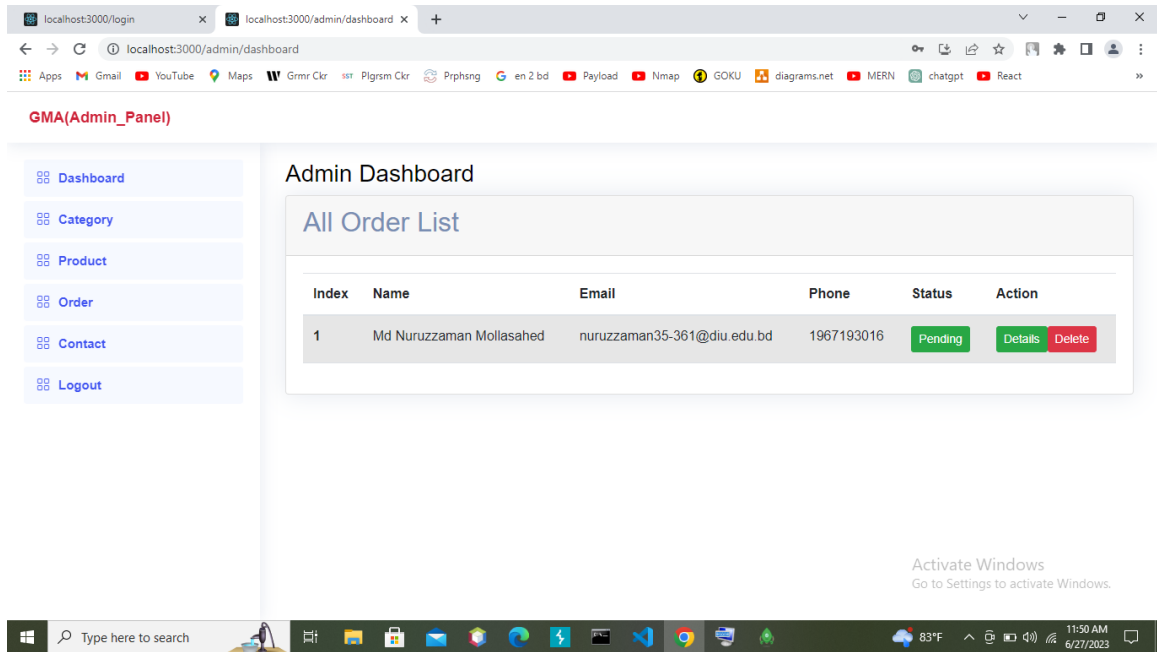 localhost:3000/login
localhost:3000/admin/dashboard
localhost:3000/admin/dashboard
Apps Gmail YouTube Maps Grmr Ckr SST Plgrsm Ckr Prphsng en 2 bd Payload Nmap GOKU diagrams.net MERN chatgpt React »
GMA(Admin_Panel)
Dashboard
Category
Product
Order
Contact
Logout
Admin Dashboard
All Order List
Index Name Email Phone Status Action
1 Md Nuruzzaman Mollasahed nuruzzaman35-361@diu.edu.bd 1967193016 Pending Details Delete
Activate Windows
Go to Settings to activate Windows.
Type here to search
83°F
11:50 AM
6/27/2023